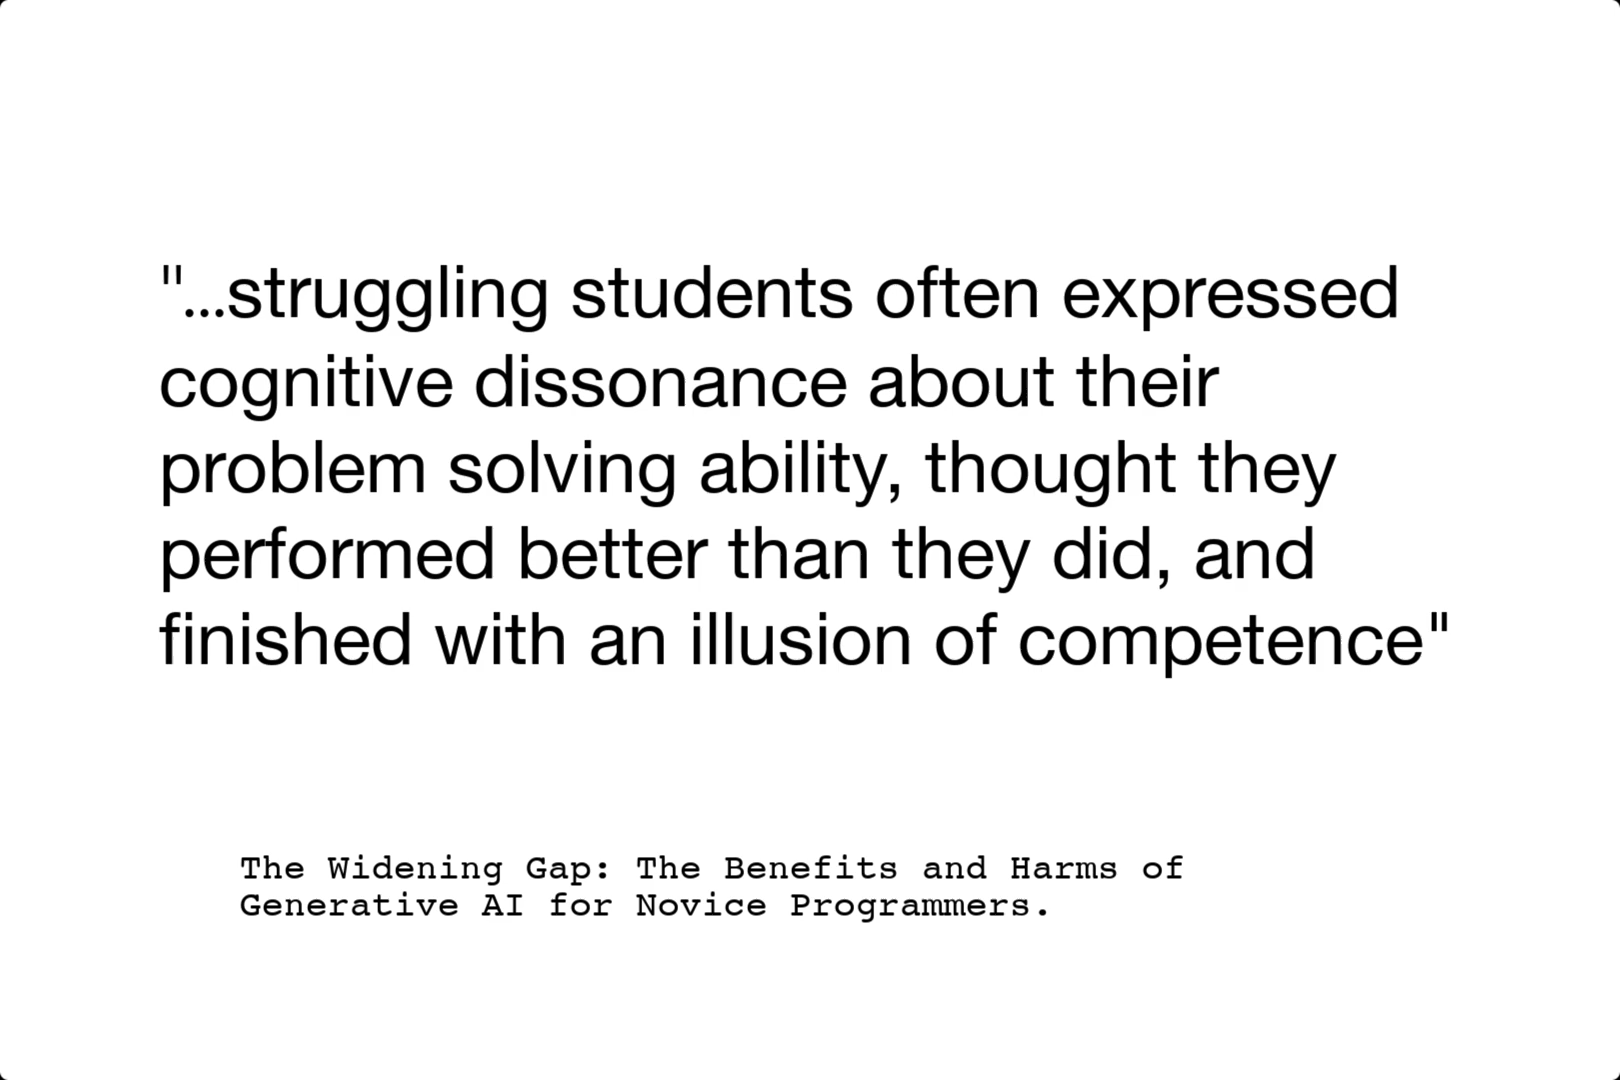 "...struggling students often expressed
cognitive dissonance about their
problem solving ability, thought they
performed better than they did, and
finished with an illusion of competence"
The Widening Gap: The Benefits and Harms of
Generative AI for Novice Programmers.